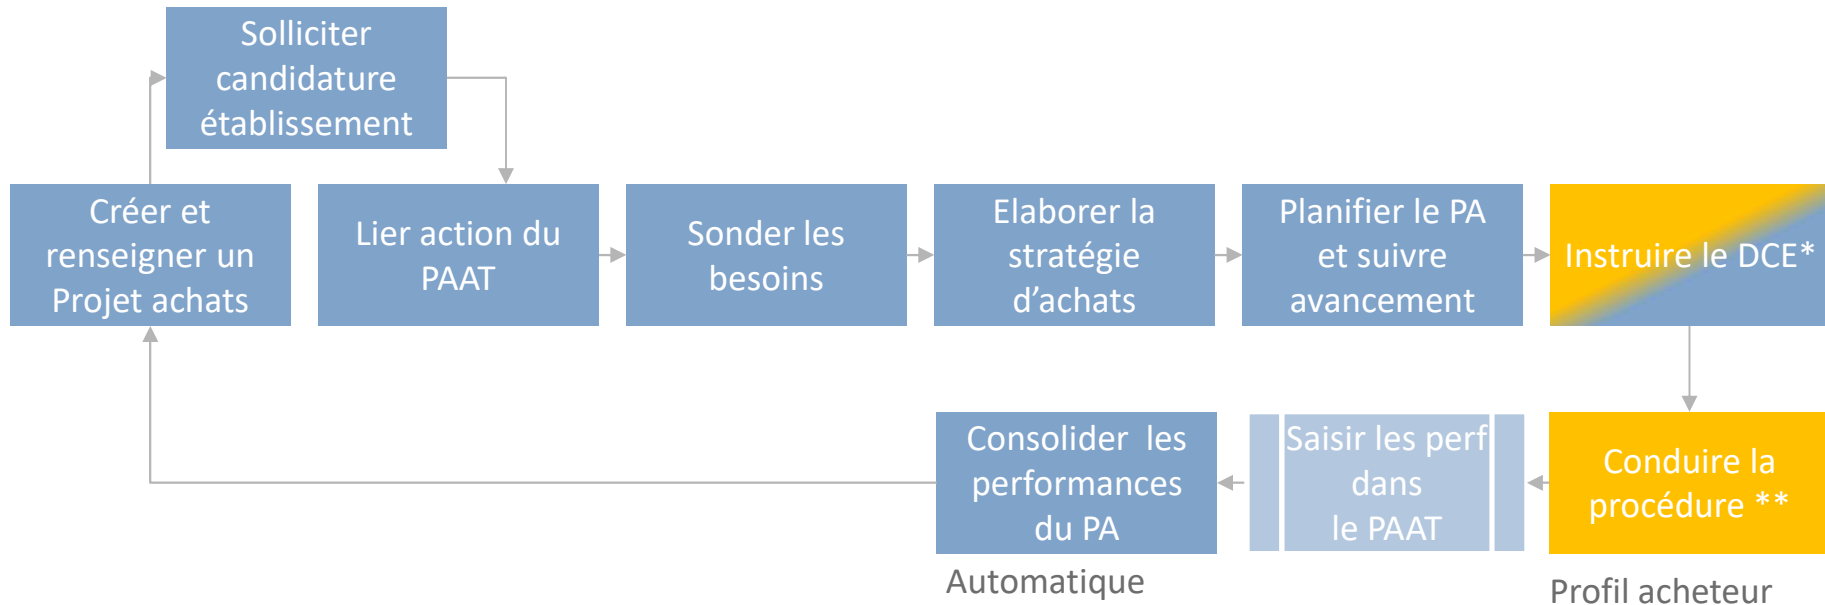 Solliciter
candidature
établissement
Créer et
renseigner un
Projet achats
Lier action du
PAAT
Sonder les
besoins
Elaborer la
stratégie
d’achats
Planifier le PA
et suivre
avancement
Instruire le DCE*
Consolider les
performances
du PA
Saisir les perf
dans
le PAAT
Conduire la
procédure **
Automatique
Profil acheteur